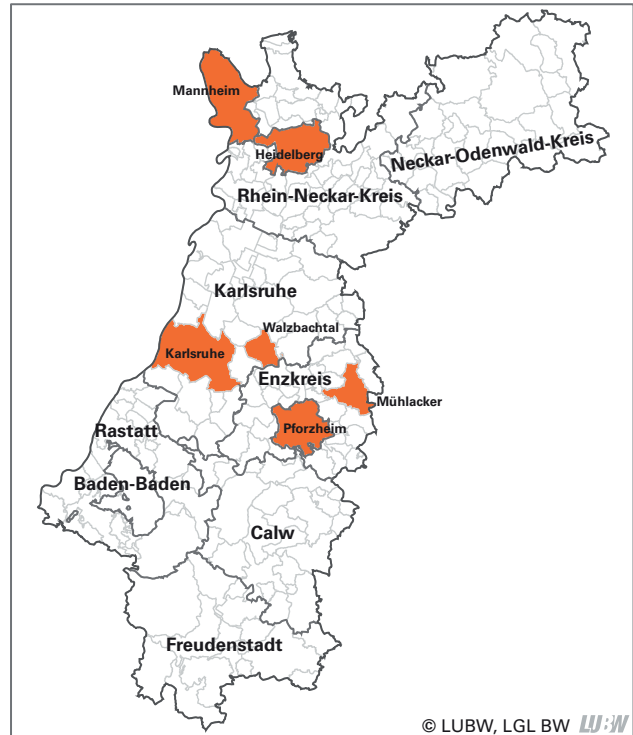 Mannheim
Heidelberg
Neckar-Odenwald-Kreis
Rhein-Neckar-Kreis
Karlsruhe
Walzbachtal
Karlsruhe
Enzkreis
Mühlacker
Pforzheim
Rastatt
Baden-Baden
Calw
Freudenstadt
© LUBW, LGL BW LUBW